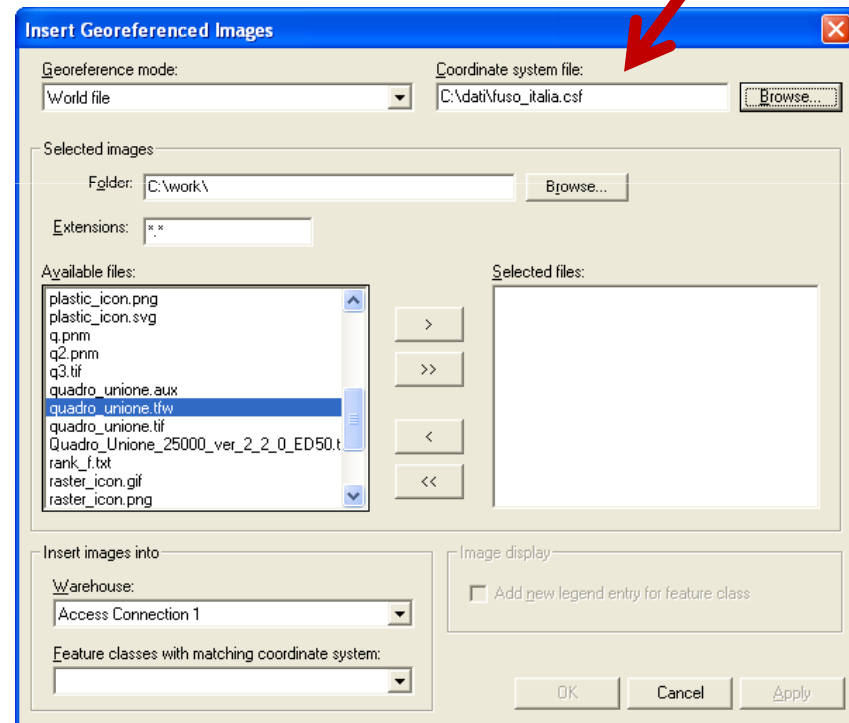 Insert Georeferenced Images
Georeference mode:
Coordinate system file:
World file
C:\dati\fuso_italia.csf
Browse...
Selected images
Folder:
C:\work\
Browse...
Extensions:
*.*
Available files:
Selected files:
plastic_icon.png
plastic_icon.svg
q.pnm
q2.pnm
q3.tif
quadro_unione.aux
quadro_unione.tfw
quadro_unione.tif
Quadro_Unione_25000_ver_2_2_0_ED50.t
rank_f.txt
raster_icon.gif
raster_icon.png
>
>>
<
<<
Insert images into
Warehouse:
Access Connection 1
Feature classes with matching coordinate system:
Image display
Add new legend entry for feature class
OK
Cancel
Apply